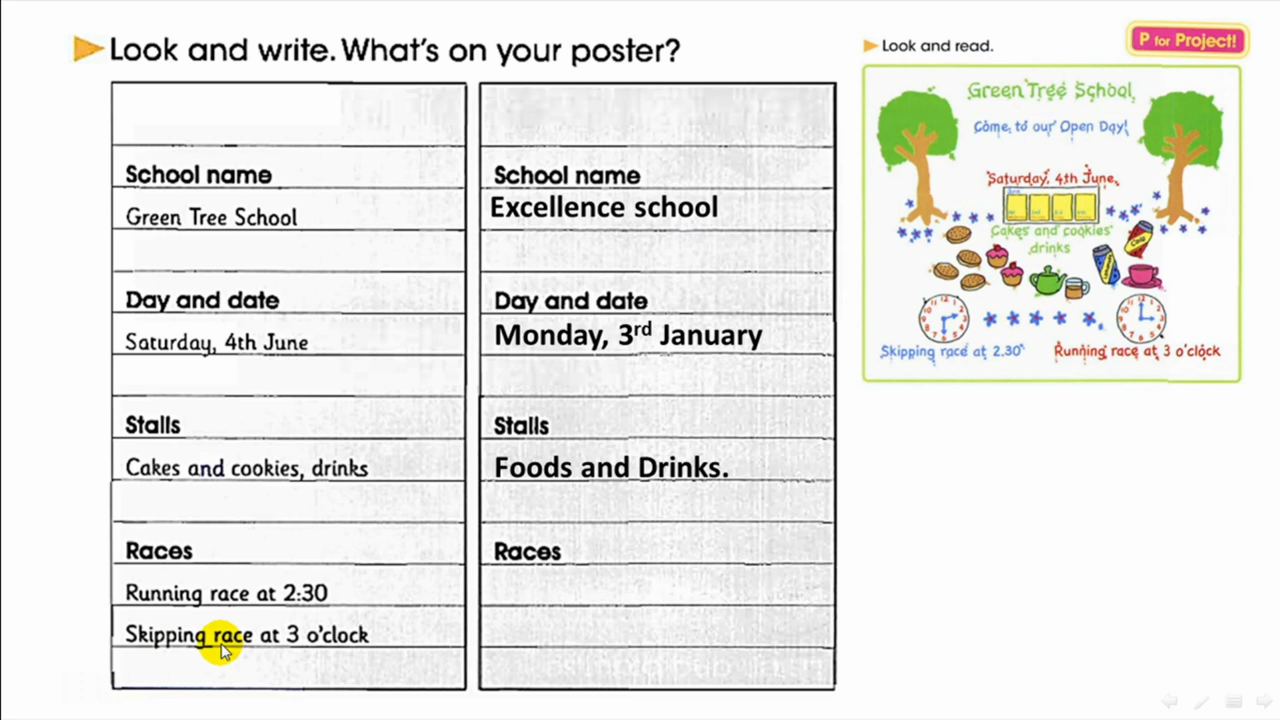 Look and write. What's on your poster?
School name
Green Tree School
Day and date
Saturday, 4th June
Stalls
Cakes and cookies, drinks
Races
Running race at 2:30
Skipping race at 3 o'clock
School name
Excellence school
Day and date
Monday, 3rd January
Stalls
Foods and Drinks.
Races
Look and read.
P for Project!
Green Tree School
Come to our Open Day!
Saturday, 4th June
Cakes and cookies
drinks
Skipping race at 2.30
Running race at 3 o'clock